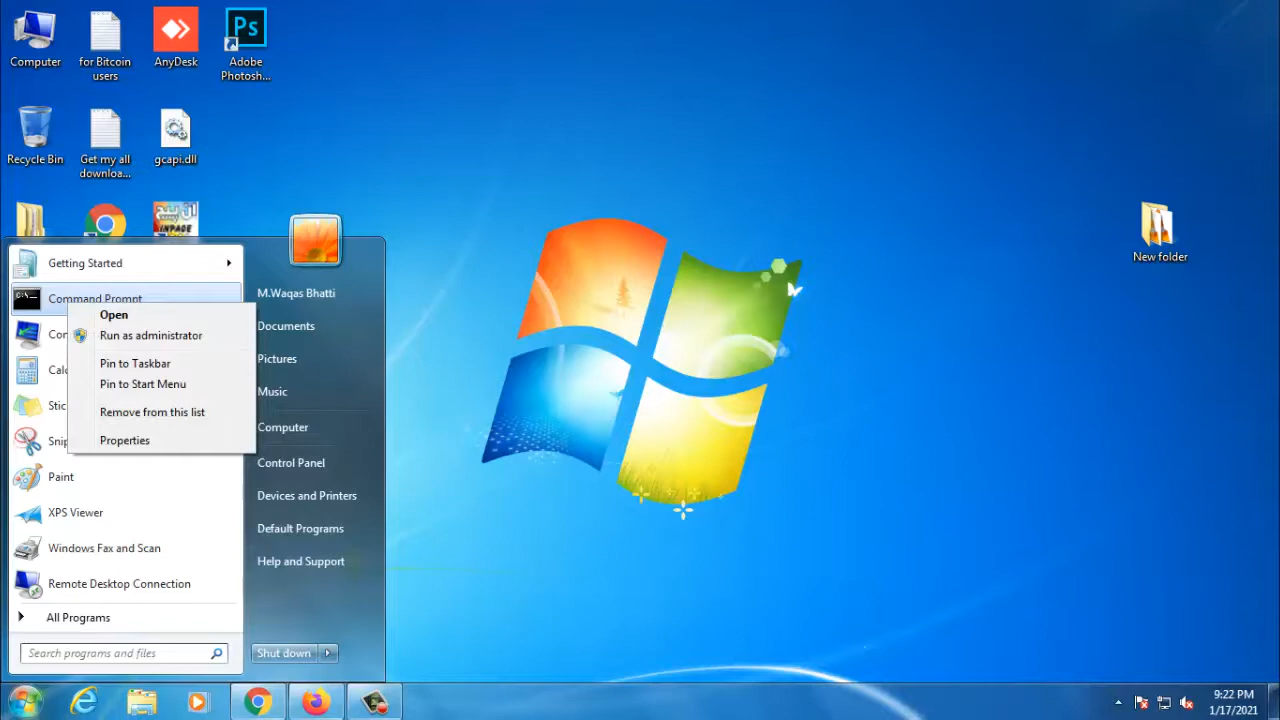 Computer
for Bitcoin
users
AnyDesk
Ps
Adobe
Photosh...
Recycle Bin
Get my all
downloa...
gcapi.dll
ان پیج
INPAGE
New folder
Getting Started
Command Prompt
Open
Run as administrator
Pin to Taskbar
Pin to Start Menu
Remove from this list
Properties
Paint
XPS Viewer
Windows Fax and Scan
Remote Desktop Connection
All Programs
Search programs and files
M.Waqas Bhatti
Documents
Pictures
Music
Computer
Control Panel
Devices and Printers
Default Programs
Help and Support
Shut down
9:22 PM
1/17/2021